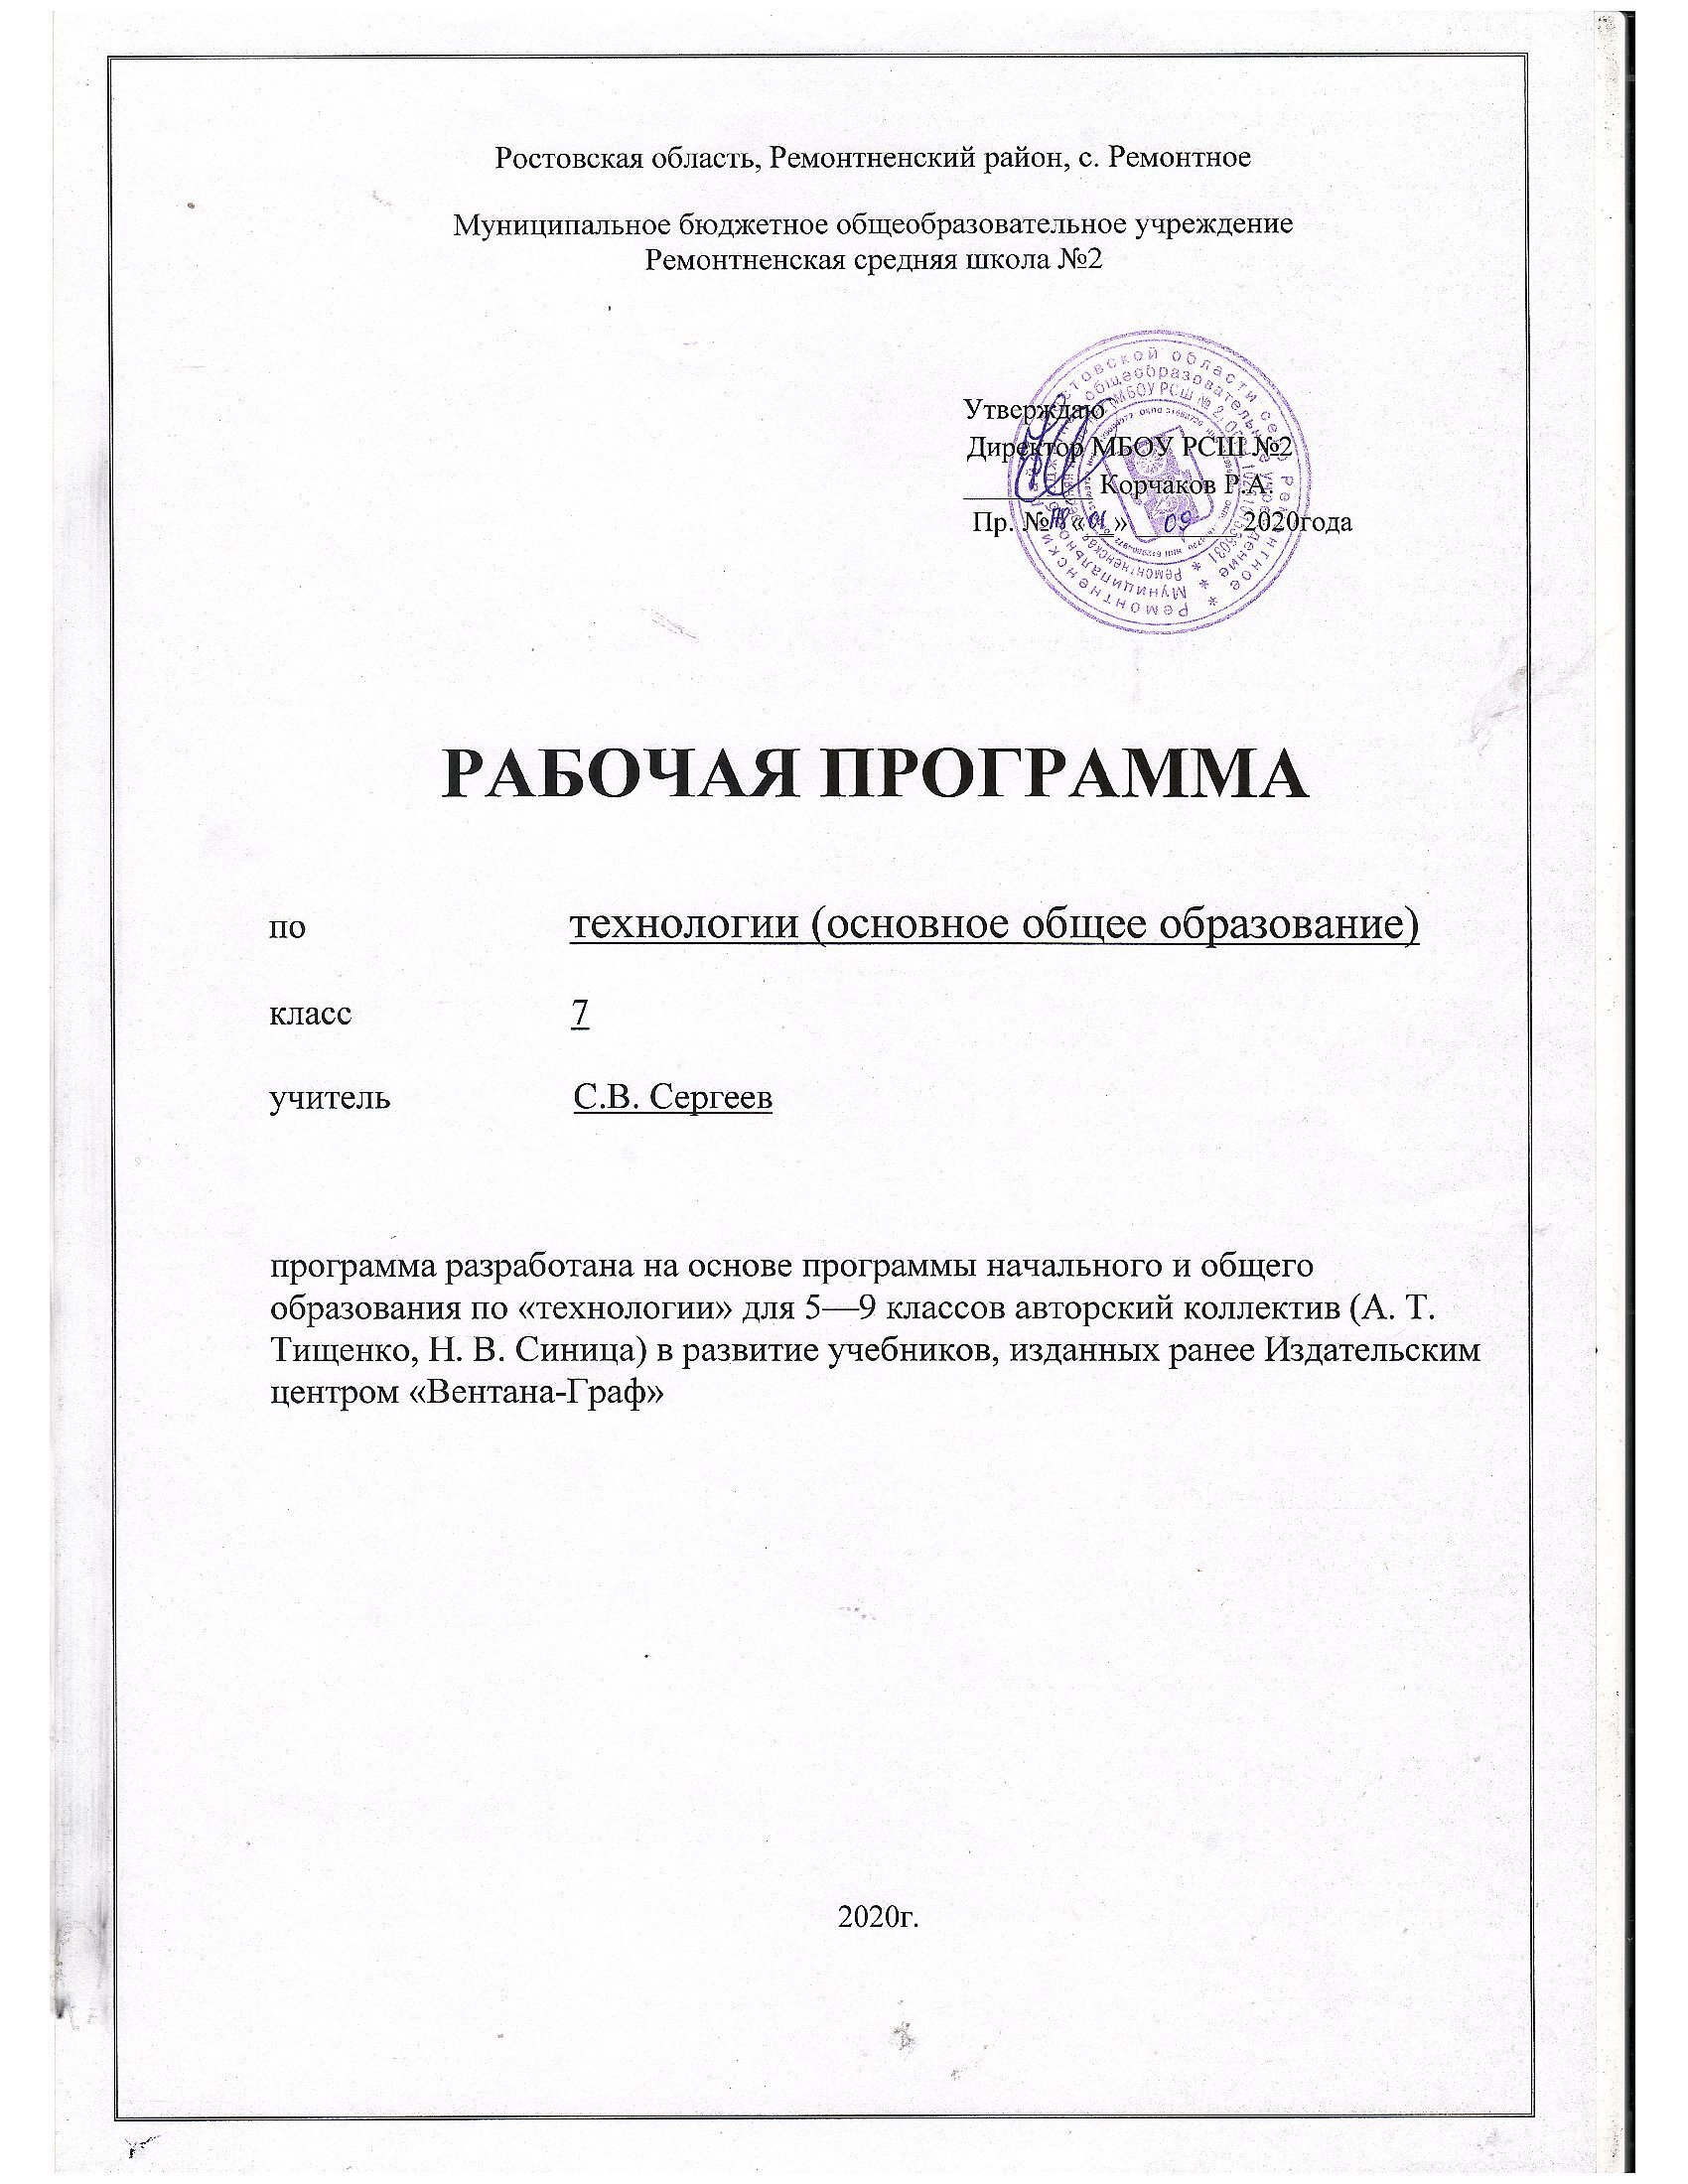 Ростовская область, Ремонтненский район, с. Ремонтное
Муниципальное бюджетное общеобразовательное учреждение
Ремонтненская средняя школа №2
Утверждаю
Директор МБОУ РСШ №2
Корчаков Р.А.
Пр. № «01» 09 2020года
РАБОЧАЯ ПРОГРАММА
по технологии (основное общее образование)
класс 7
учитель С.В. Сергеев
программа разработана на основе программы начального и общего
образования по «технологии» для 5—9 классов авторский коллектив (А. Т.
Тищенко, Н. В. Синица) в развитие учебников, изданных ранее Издательским
центром «Вентана-Граф»
2020г.